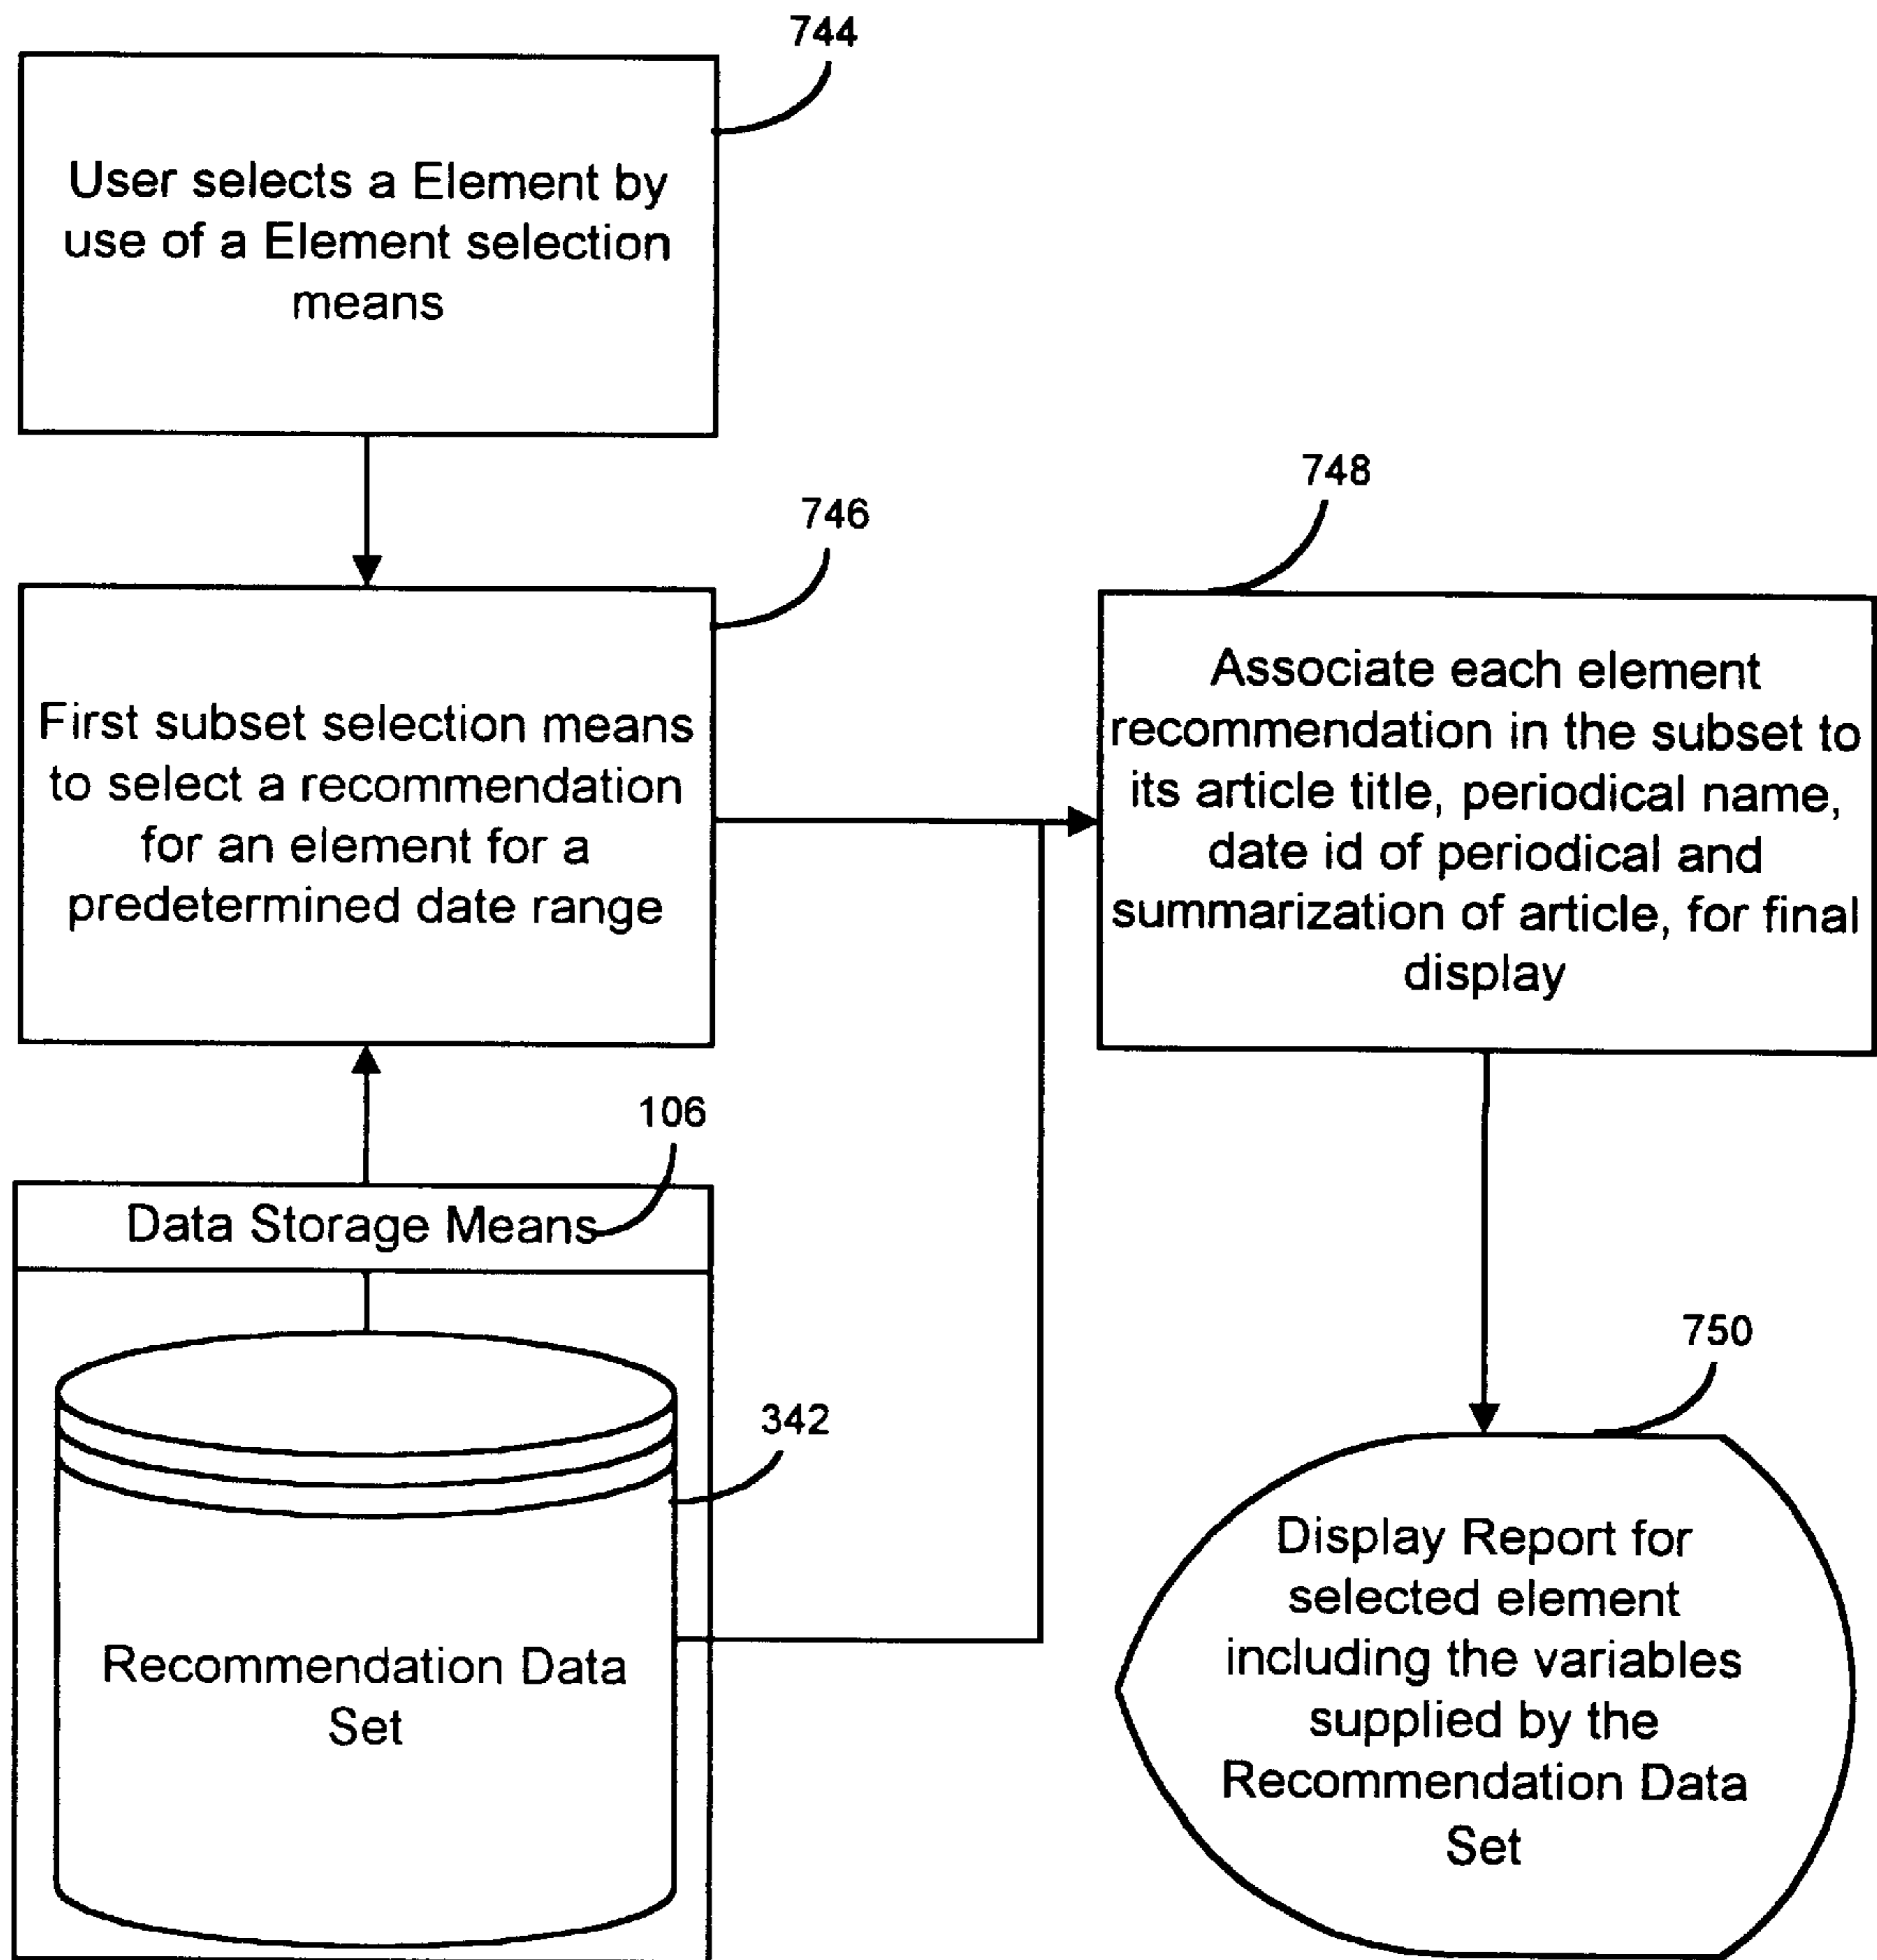 744
User selects a Element by
use of a Element selection
means
746
First subset selection means
to select a recommendation
for an element for a
predetermined date range
748
Associate each element
recommendation in the subset to
its article title, periodical name,
date id of periodical and
summarization of article, for final
display
106
Data Storage Means
342
Recommendation Data
Set
750
Display Report for
selected element
including the variables
supplied by the
Recommendation Data
Set